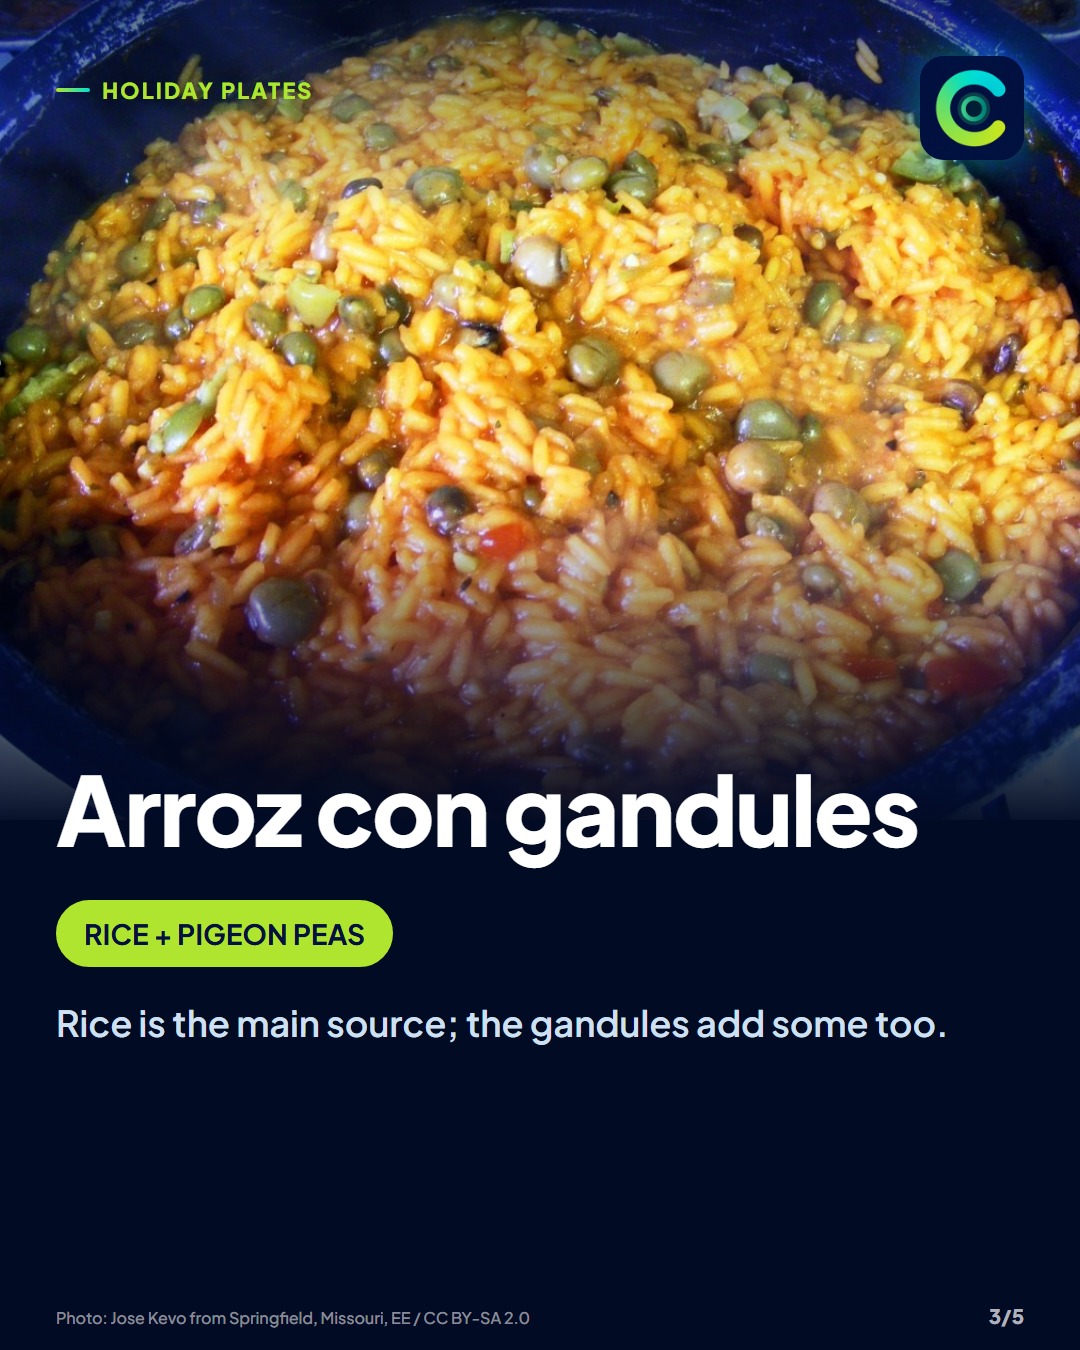 HOLIDAY PLATES
Arroz con gandules
RICE + PIGEON PEAS
Rice is the main source; the gandules add some too.
Photo: Jose Kevo from Springfield, Missouri, EE / CC BY-SA 2.0
3/5